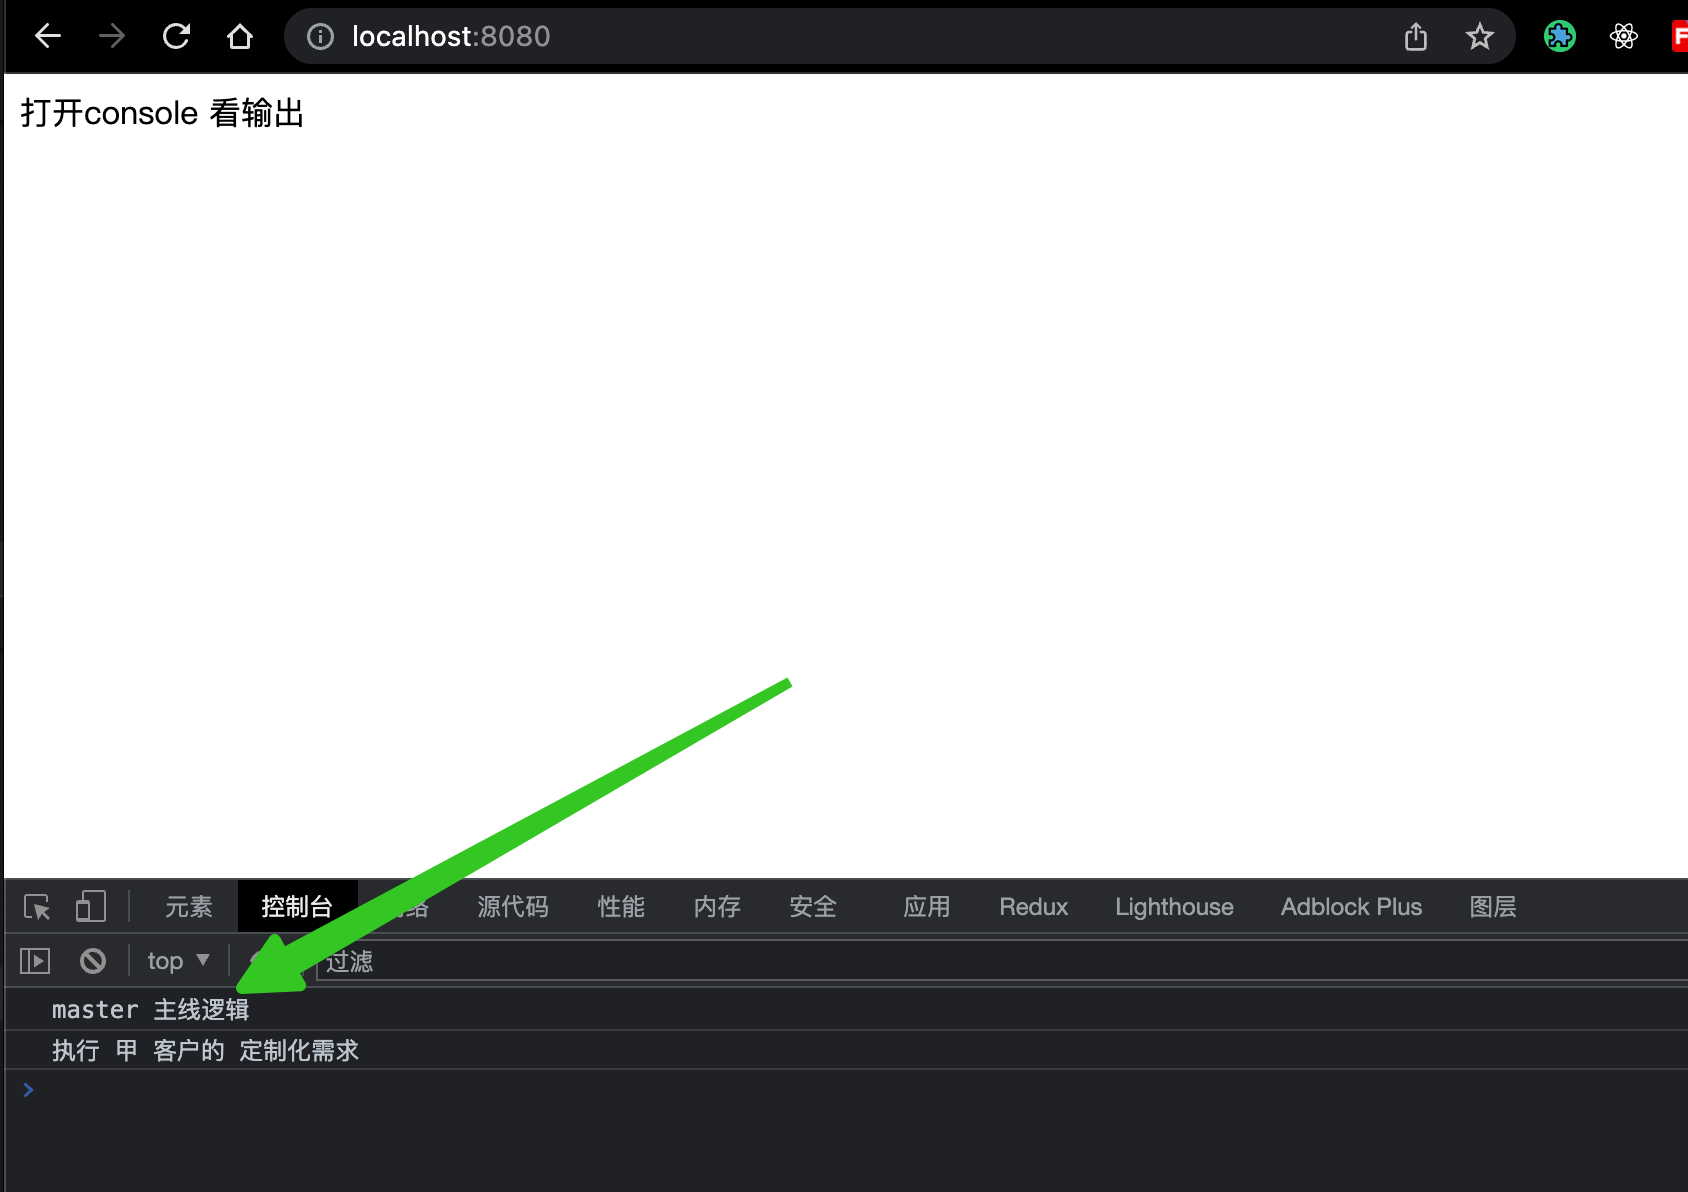 localhost:8080
打开console 看输出
元素 控制台 源代码 性能 内存 安全 应用 Redux Lighthouse Adblock Plus 图层
top 过滤
master 主线逻辑
执行 甲 客户的 定制化需求